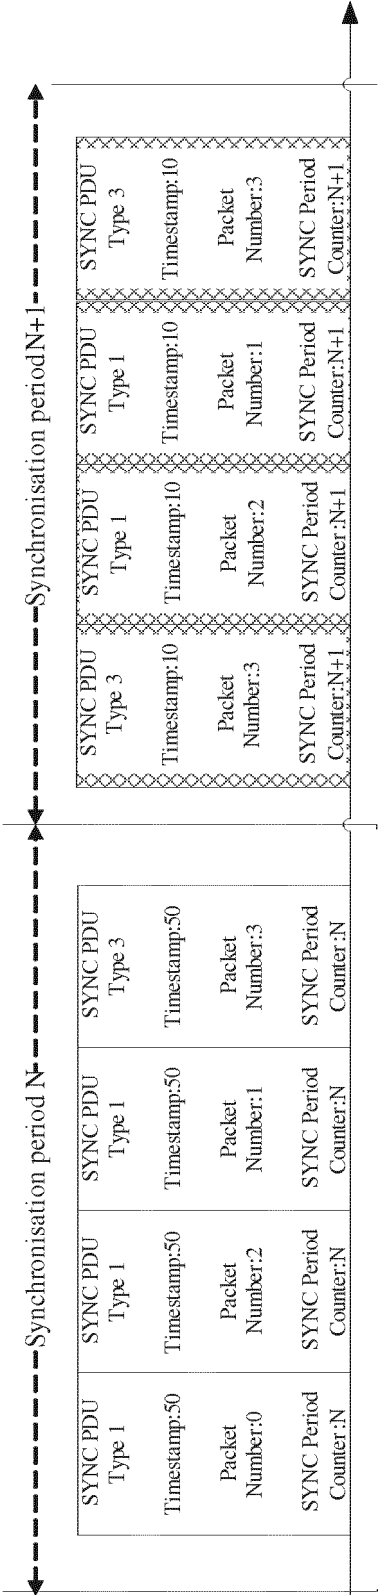 Synchronisation period N
SYNC PDU
Type 1
Timestamp:50
Packet
Number:0
SYNC Period
Counter:N
SYNC PDU
Type 1
Timestamp:50
Packet
Number:2
SYNC Period
Counter:N
SYNC PDU
Type 1
Timestamp:50
Packet
Number:1
SYNC Period
Counter:N
SYNC PDU
Type 3
Timestamp:50
Packet
Number:3
SYNC Period
Counter:N
Synchronisation periodN+1
SYNC PDU
Type 3
Timestamp:10
Packet
Number:3
SYNC Period
Counter:N+1
SYNC PDU
Type 1
Timestamp:10
Packet
Number:2
SYNC Period
Counter :N+1
SYNC PDU
Type 1
Timestamp:10
Packet
Number:1
SYNC Period
Counter:N+1
SYNC PDU
Type 3
Timestamp:10
Packet
Number:3
SYNC Period
Counter:N+1